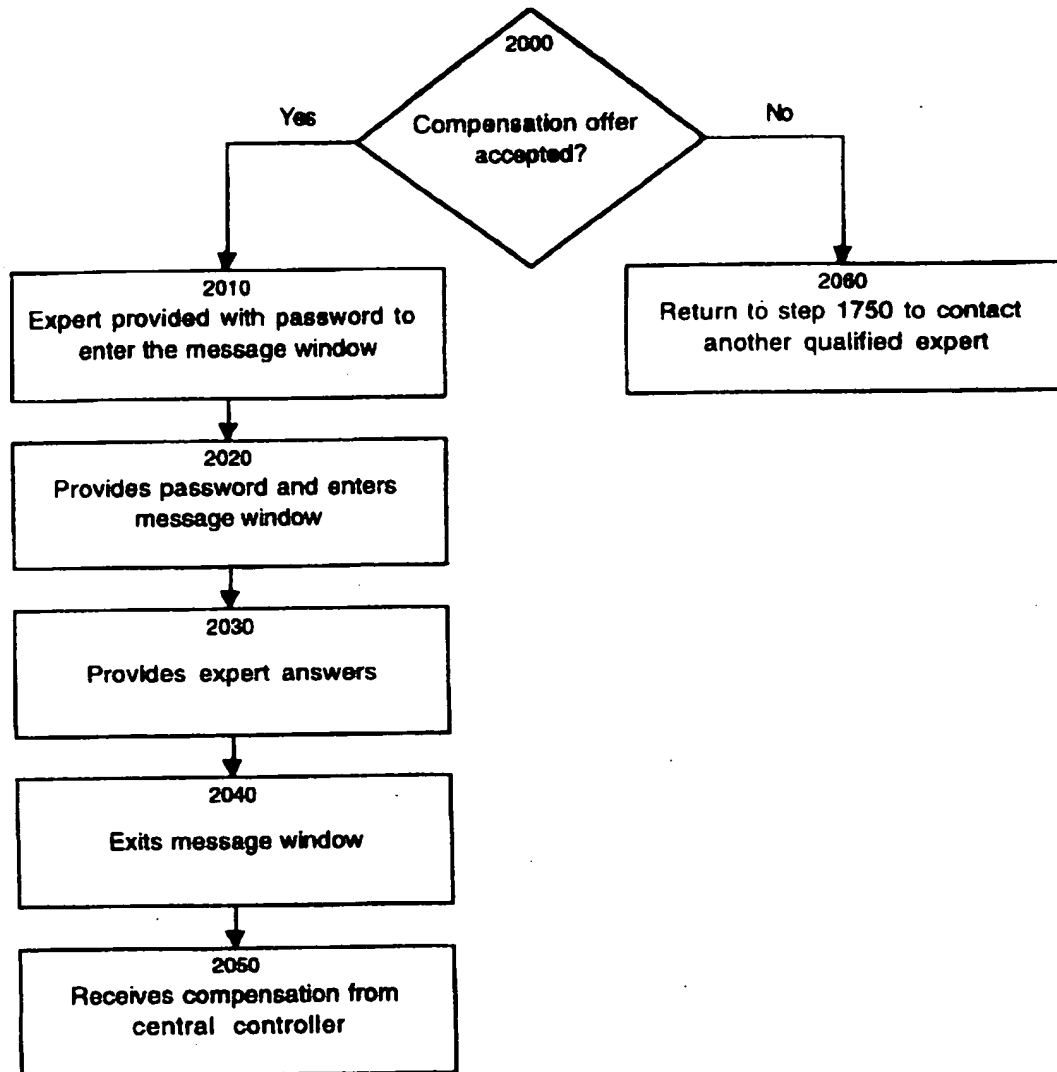 2000
Compensation offer
accepted?
Yes
No
2010
Expert provided with password to
enter the message window
2060
Return to step 1750 to contact
another qualified expert
2020
Provides password and enters
message window
2030
Provides expert answers
2040
Exits message window
2050
Receives compensation from
central controller